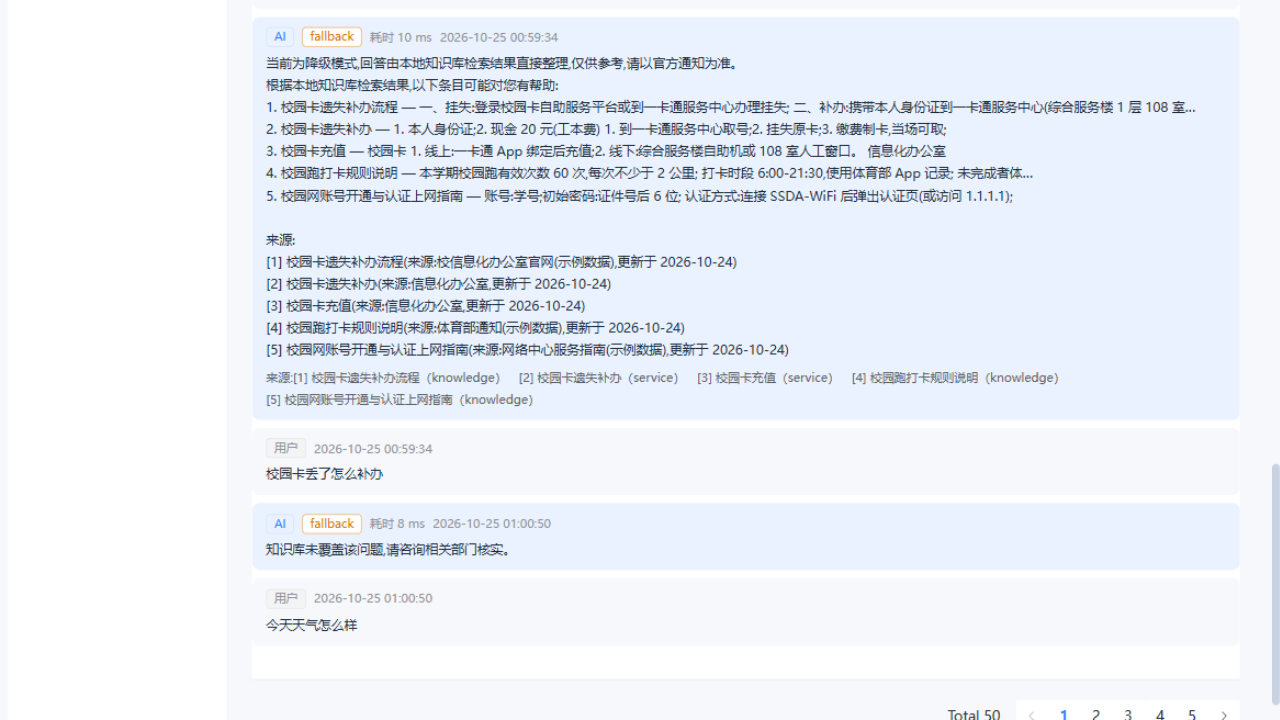 AI fallback 耗时 10 ms 2026-10-25 00:59:34
当前为降级模式,回答由本地知识库检索结果直接整理,仅供参考,请以官方通知为准。
根据本地知识库检索结果,以下条目可能对您有帮助:
1. 校园卡遗失补办流程 — 一、挂失:登录校园卡自助服务平台或到一卡通服务中心办理挂失; 二、补办:携带本人身份证到一卡通服务中心(综合服务楼 1 层 108 室...
2. 校园卡遗失补办 — 1. 本人身份证;2. 现金 20 元(工本费) 1. 到一卡通服务中心取号;2. 挂失原卡;3. 缴费制卡,当场可取;
3. 校园卡充值 — 校园卡 1. 线上:一卡通 App 绑定后充值;2. 线下:综合服务楼自助机或 108 室人工窗口。 信息化办公室
4. 校园跑打卡规则说明 — 本学期校园跑有效次数 60 次,每次不少于 2 公里; 打卡时段 6:00-21:30,使用体育部 App 记录; 未完成者体...
5. 校园网账号开通与认证上网指南 — 账号:学号;初始密码:证件号后 6 位; 认证方式:连接 SSDA-WiFi 后弹出认证页(或访问 1.1.1.1);
来源:
[1] 校园卡遗失补办流程(来源:校信息化办公室官网(示例数据),更新于 2026-10-24)
[2] 校园卡遗失补办(来源:信息化办公室,更新于 2026-10-24)
[3] 校园卡充值(来源:信息化办公室,更新于 2026-10-24)
[4] 校园跑打卡规则说明(来源:体育部通知(示例数据),更新于 2026-10-24)
[5] 校园网账号开通与认证上网指南(来源:网络中心服务指南(示例数据),更新于 2026-10-24)
来源:[1] 校园卡遗失补办流程（knowledge） [2] 校园卡遗失补办（service） [3] 校园卡充值（service） [4] 校园跑打卡规则说明（knowledge）
[5] 校园网账号开通与认证上网指南（knowledge）
用户 2026-10-25 00:59:34
校园卡丢了怎么补办
AI fallback 耗时 8 ms 2026-10-25 01:00:50
知识库未覆盖该问题,请咨询相关部门核实。
用户 2026-10-25 01:00:50
今天天气怎么样
Total 50 1 2 3 4 5